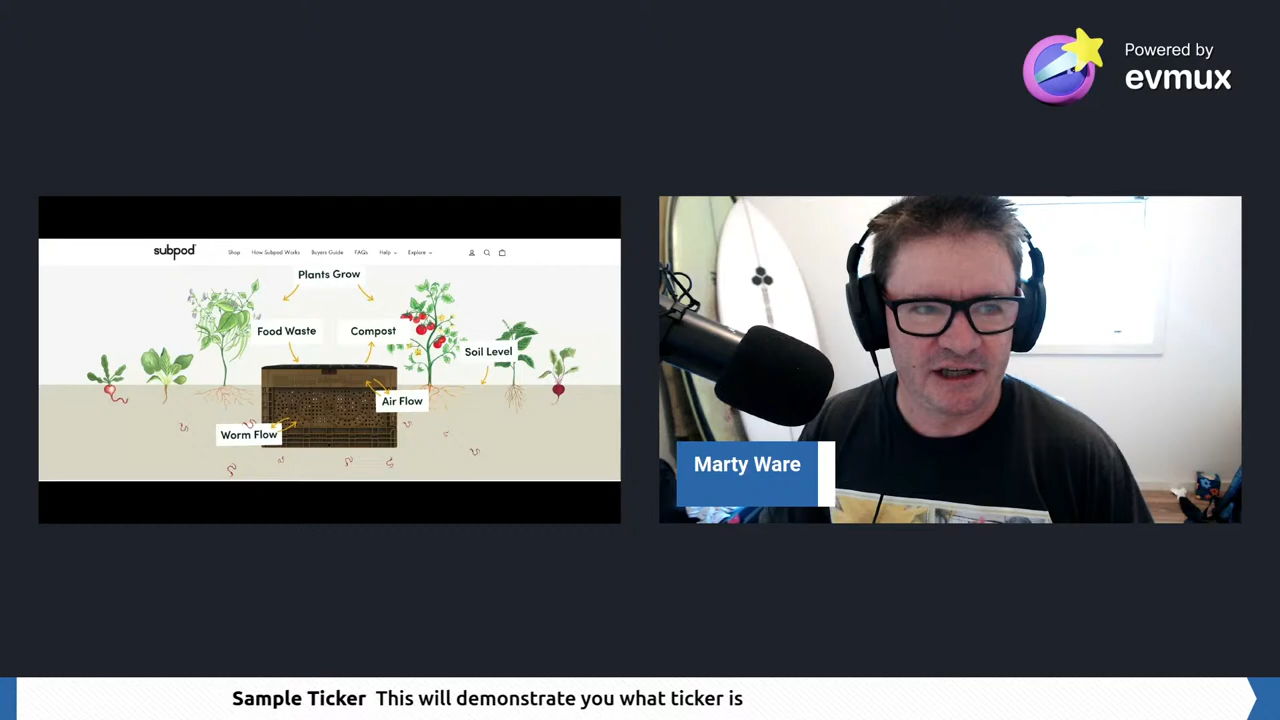 Powered by
evmux
subpod
Shop How Subpod Works Buyers Guide FAQs Help Explore
Plants Grow
Food Waste
Compost
Soil Level
Air Flow
Worm Flow
Marty Ware
Sample Ticker This will demonstrate you what ticker is